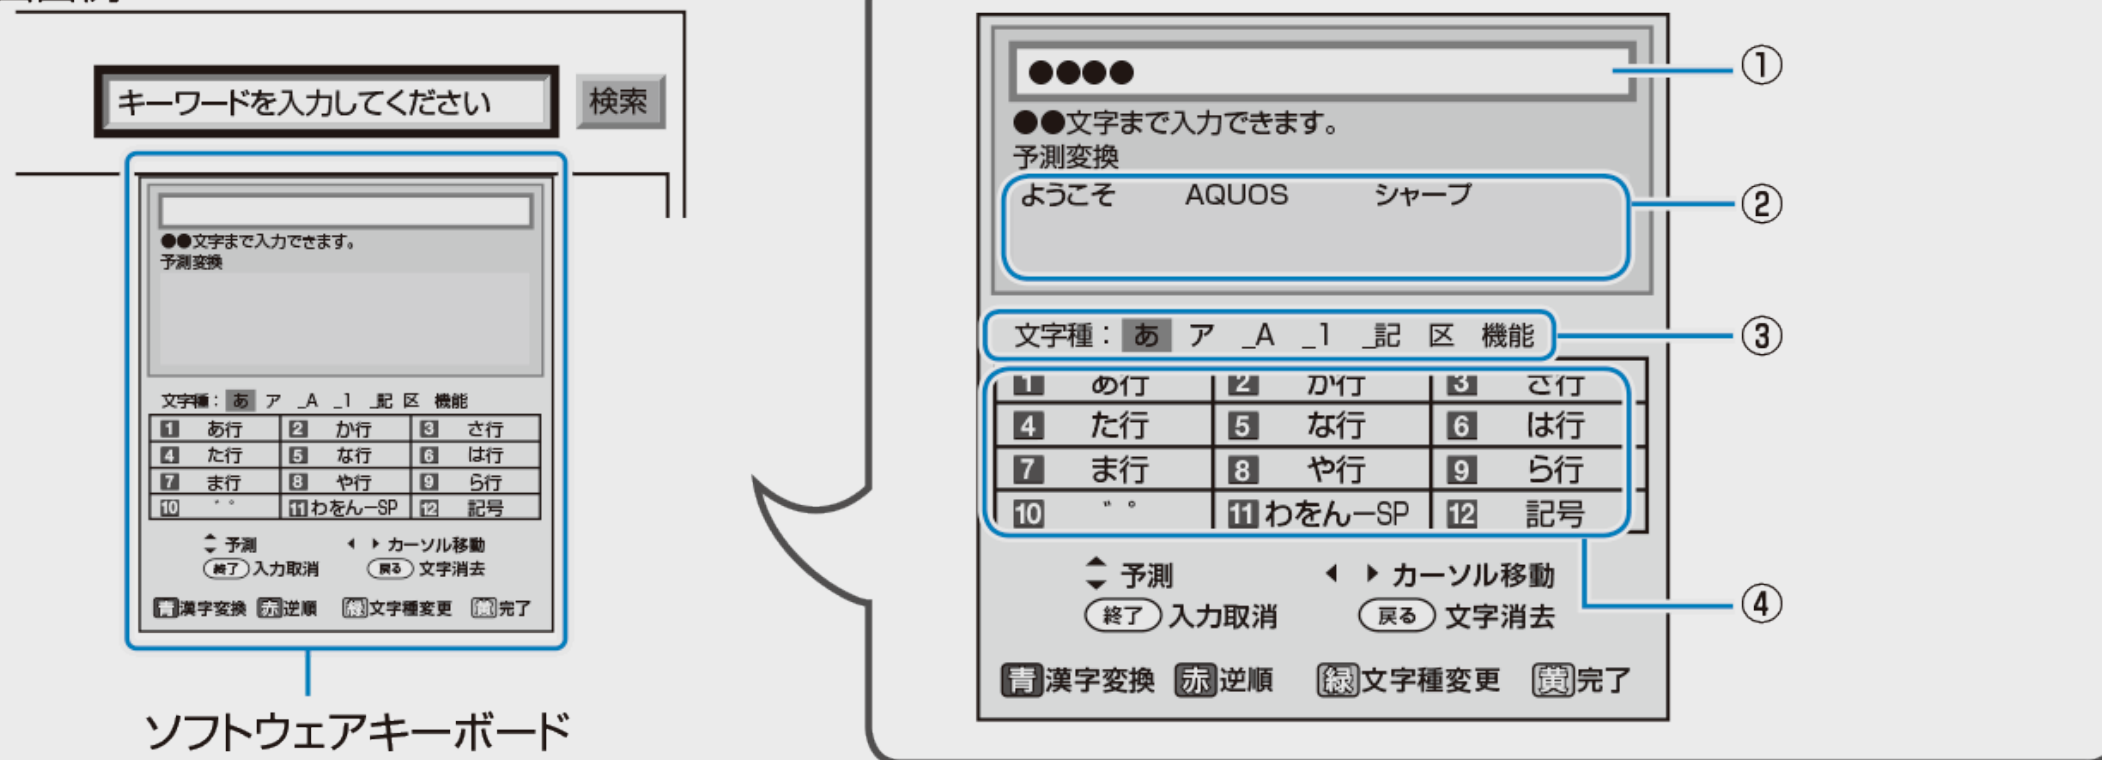 キーワードを入力してください 検索
●●文字まで入力できます。
予測変換
文字種： あ ア _A _1 _記 区 機能
1 あ行 2 か行 3 さ行
4 た行 5 な行 6 は行
7 ま行 8 や行 9 ら行
10 ゛゜ 11 わをんーSP 12 記号
予測 カーソル移動
終了 入力取消 戻る 文字消去
青 漢字変換 赤 逆順 緑 文字種変更 黄 完了
ソフトウェアキーボード
●●●● ①
●●文字まで入力できます。
予測変換
ようこそ AQUOS シャープ ②
文字種： あ ア _A _1 _記 区 機能 ③
1 あ行 2 か行 3 さ行
4 た行 5 な行 6 は行
7 ま行 8 や行 9 ら行
10 ゛゜ 11 わをんーSP 12 記号
予測 カーソル移動 ④
終了 入力取消 戻る 文字消去
青 漢字変換 赤 逆順 緑 文字種変更 黄 完了